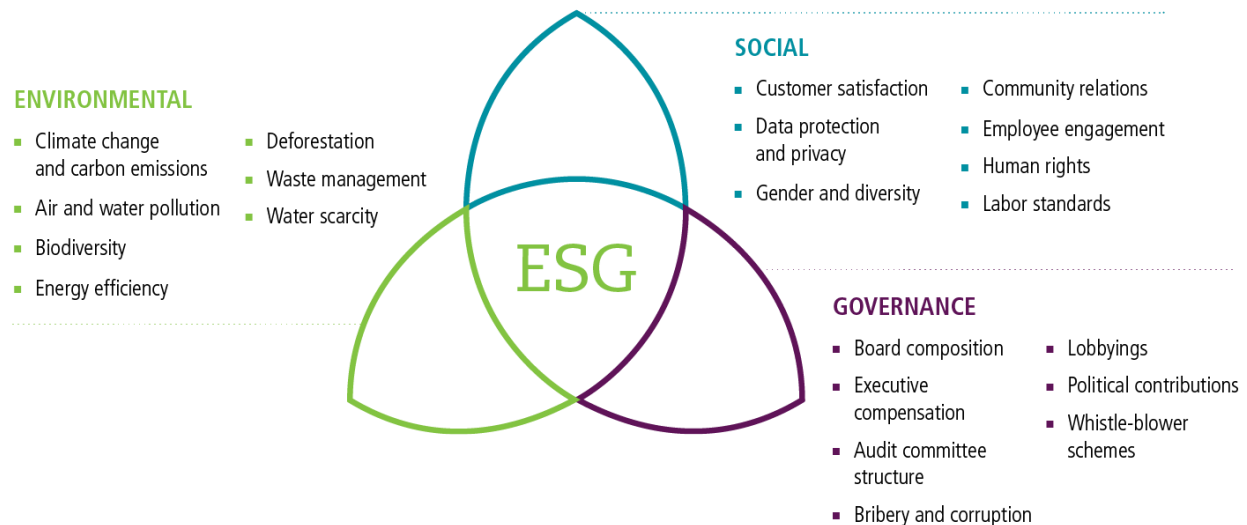 ENVIRONMENTAL
Climate change
and carbon emissions
Air and water pollution
Biodiversity
Energy efficiency
Deforestation
Waste management
Water scarcity
ESG
SOCIAL
Customer satisfaction
Data protection
and privacy
Gender and diversity
Community relations
Employee engagement
Human rights
Labor standards
GOVERNANCE
Board composition
Executive
compensation
Audit committee
structure
Bribery and corruption
Lobbyings
Political contributions
Whistle-blower
schemes